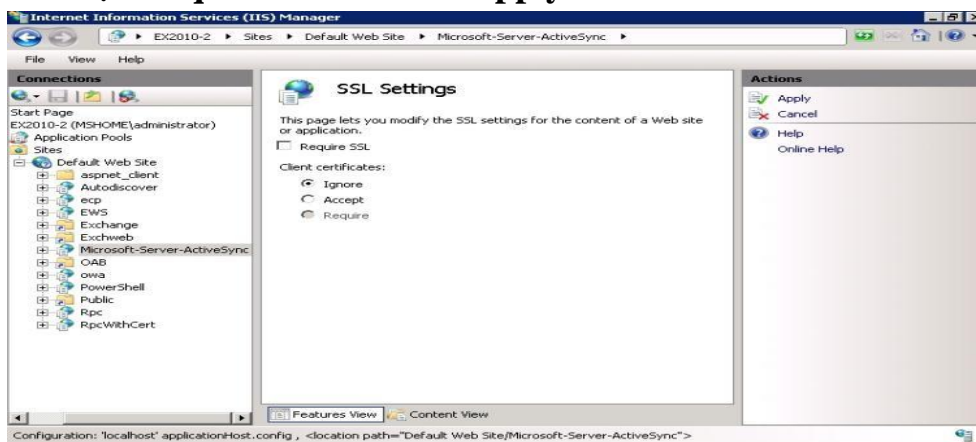 Internet Information Services (IIS) Manager
EX2010-2 Sites Default Web Site Microsoft-Server-ActiveSync
File View Help
Connections
Start Page
EX2010-2 (MSHOME\administrator)
Application Pools
Sites
Default Web Site
aspnet_client
Autodiscover
ecp
EWS
Exchange
Exchweb
Microsoft-Server-ActiveSync
OAB
owa
PowerShell
Public
Rpc
RpcWithCert
SSL Settings
This page lets you modify the SSL settings for the content of a Web site
or application.
Require SSL
Client certificates:
Ignore
Accept
Require
Features View Content View
Actions
Apply
Cancel
Help
Online Help
Configuration: 'localhost' applicationHost.config , <location path="Default Web Site/Microsoft-Server-ActiveSync">